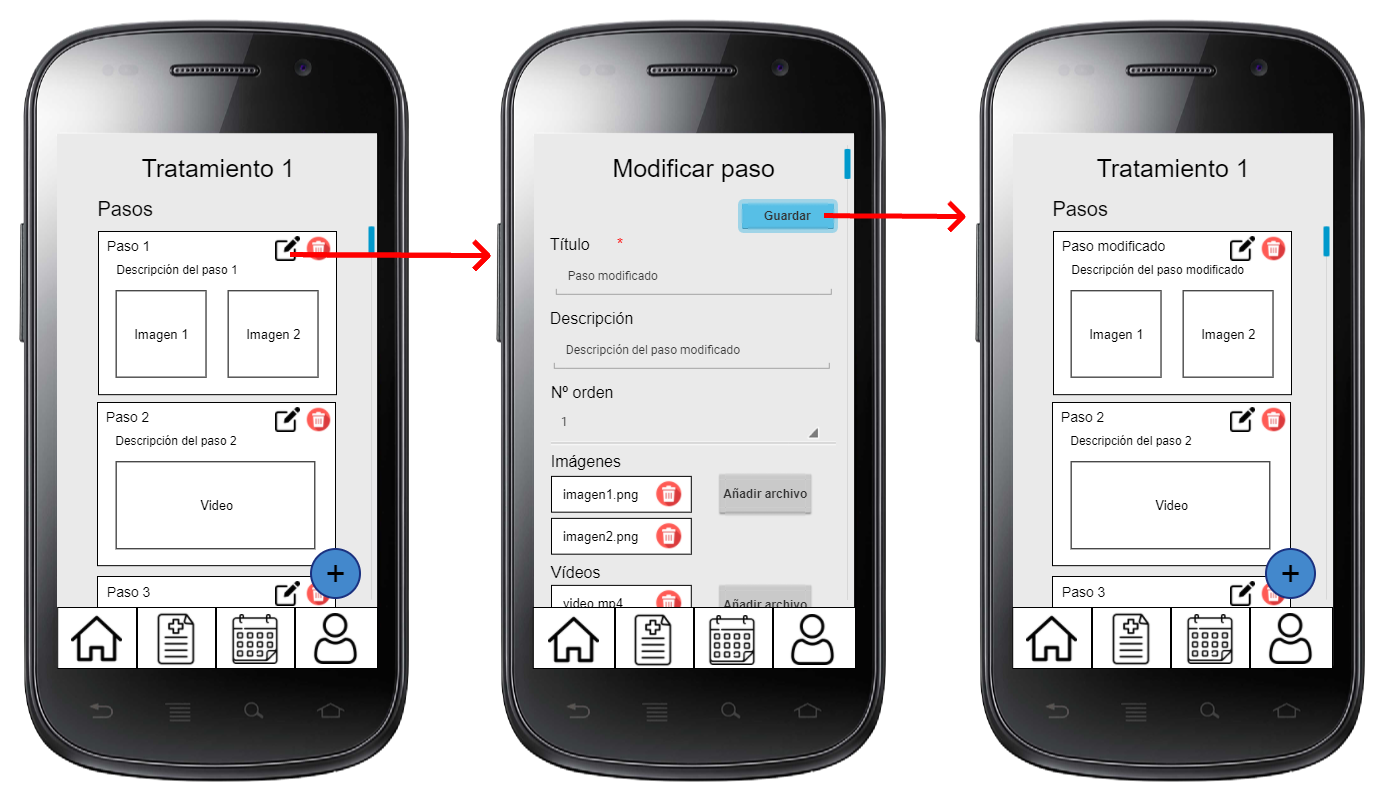 Tratamiento 1
Pasos
Paso 1
Descripción del paso 1
Imagen 1
Imagen 2
Paso 2
Descripción del paso 2
Video
Paso 3
+
Modificar paso
Guardar
Título *
Paso modificado
Descripción
Descripción del paso modificado
Nº orden
1
Imágenes
imagen1.png
Añadir archivo
imagen2.png
Vídeos
video.mp4
Añadir archivo
Tratamiento 1
Pasos
Paso modificado
Descripción del paso modificado
Imagen 1
Imagen 2
Paso 2
Descripción del paso 2
Video
Paso 3
+